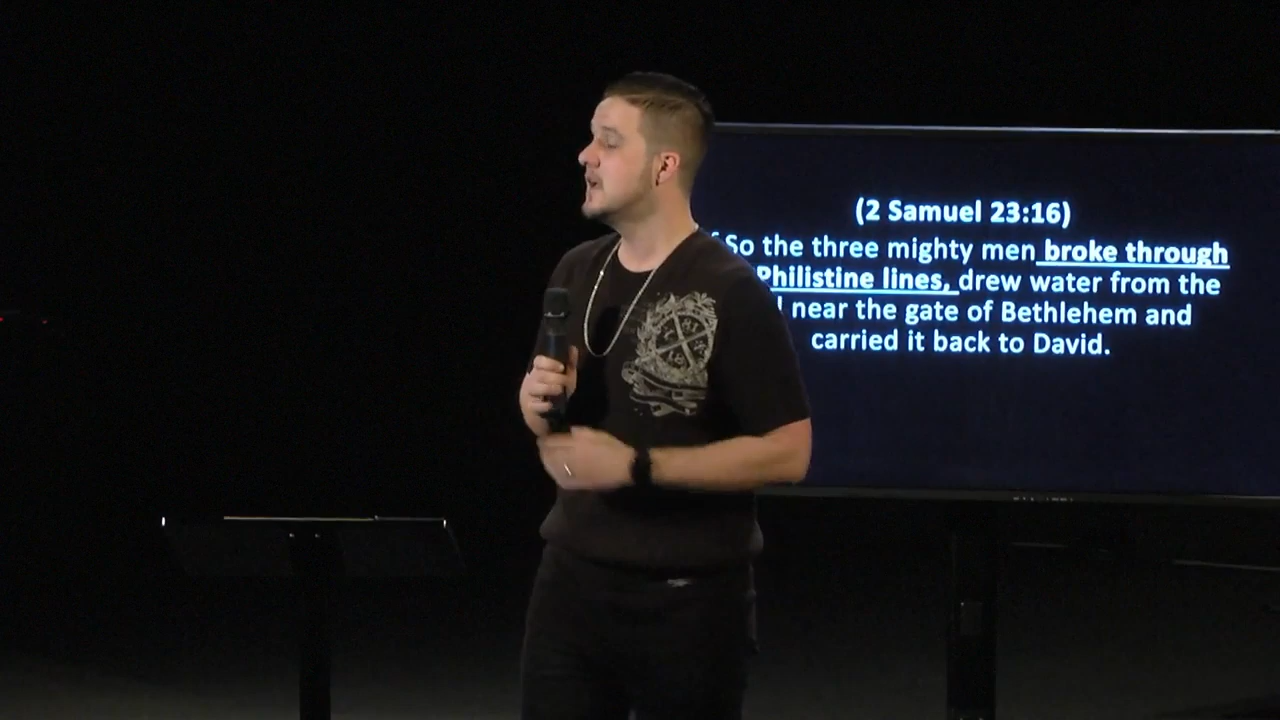 (2 Samuel 23:16)
So the three mighty men broke through
Philistine lines, drew water from the
near the gate of Bethlehem and
carried it back to David.